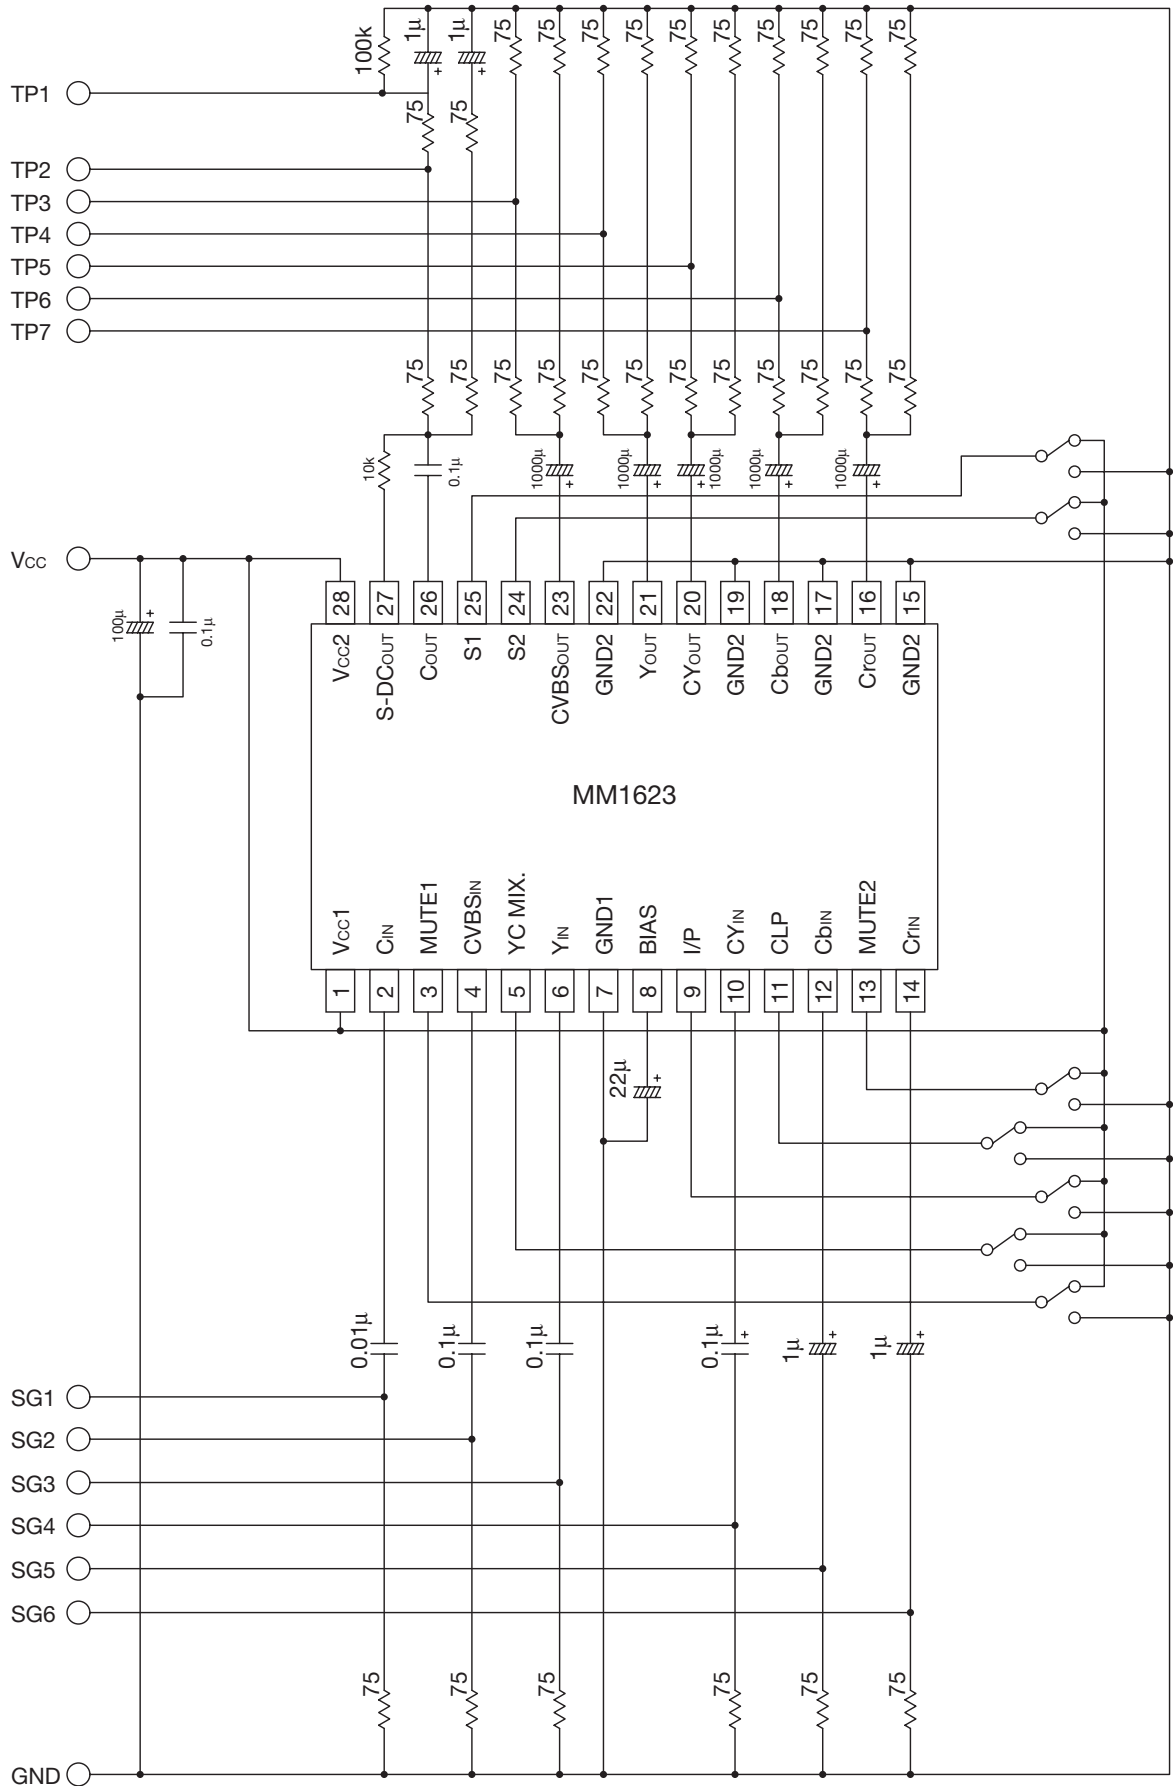 100k
1μ
1μ
75
75
75
75
75
75
75
75
75
75
+
+
TP1
75
75
TP2
TP3
TP4
TP5
TP6
TP7
75
75
75
75
75
75
75
75
75
75
75
75
10k
0.1μ
1000μ
+
1000μ
+
1000μ
+
1000μ
+
1000μ
+
VCC
100μ
+
0.1μ
28
27
26
25
24
23
22
21
20
19
18
17
16
15
VCC2
S-DCOUT
COUT
S1
S2
CVBSOUT
GND2
YOUT
CYOUT
GND2
CbOUT
GND2
CrOUT
GND2
MM1623
VCC1
CIN
MUTE1
CVBSIN
YC MIX.
YIN
GND1
BIAS
I/P
CYIN
CLP
CbIN
MUTE2
CrIN
1
2
3
4
5
6
7
8
9
10
11
12
13
14
22μ
+
0.01μ
0.1μ
0.1μ
0.1μ
+
1μ
+
1μ
+
SG1
SG2
SG3
SG4
SG5
SG6
75
75
75
75
75
75
GND